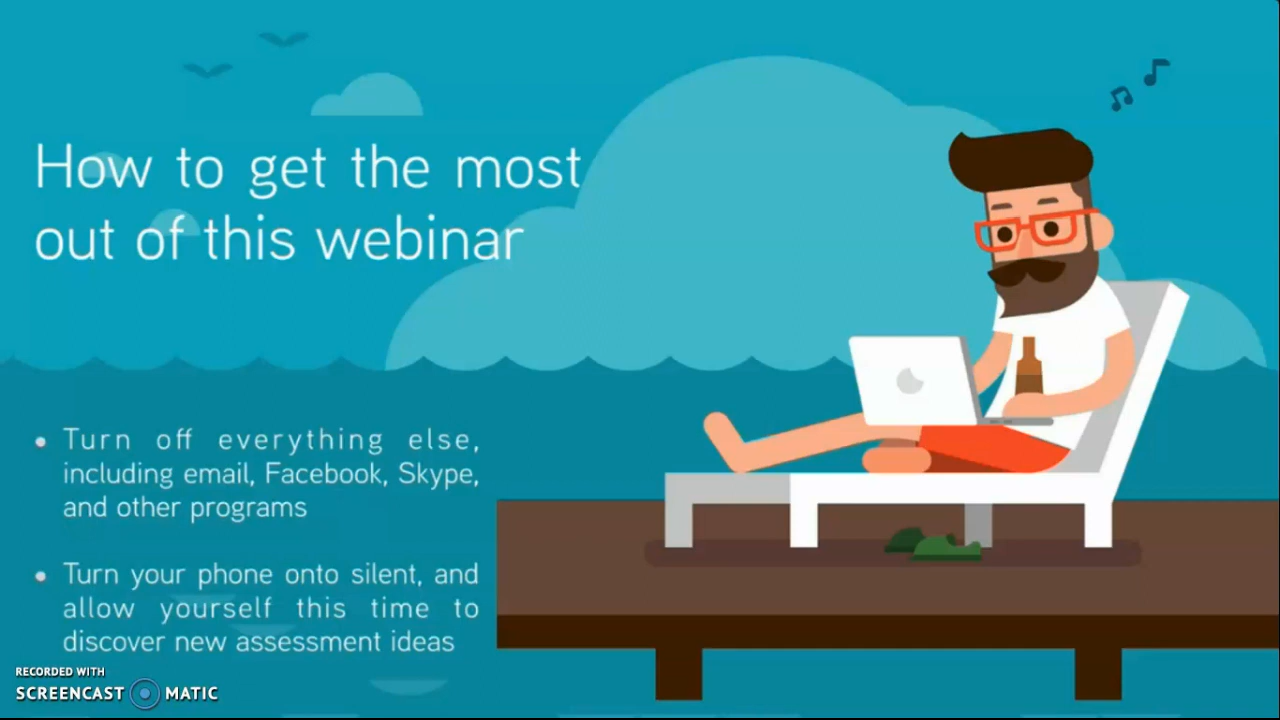 How to get the most
out of this webinar
• Turn off everything else,
including email, Facebook, Skype,
and other programs
• Turn your phone onto silent, and
allow yourself this time to
discover new assessment ideas
RECORDED WITH
SCREENCAST MATIC